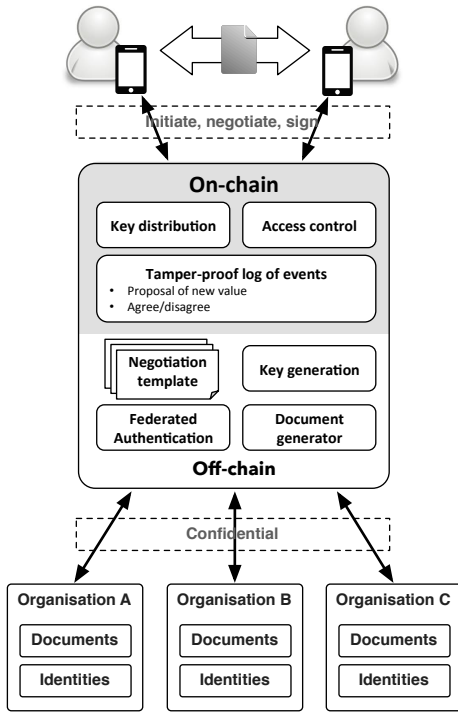 Initiate, negotiate, sign
On-chain
Key distribution
Access control
Tamper-proof log of events
• Proposal of new value
• Agree/disagree
Negotiation
template
Key generation
Federated
Authentication
Document
generator
Off-chain
Confidential
Organisation A
Documents
Identities
Organisation B
Documents
Identities
Organisation C
Documents
Identities